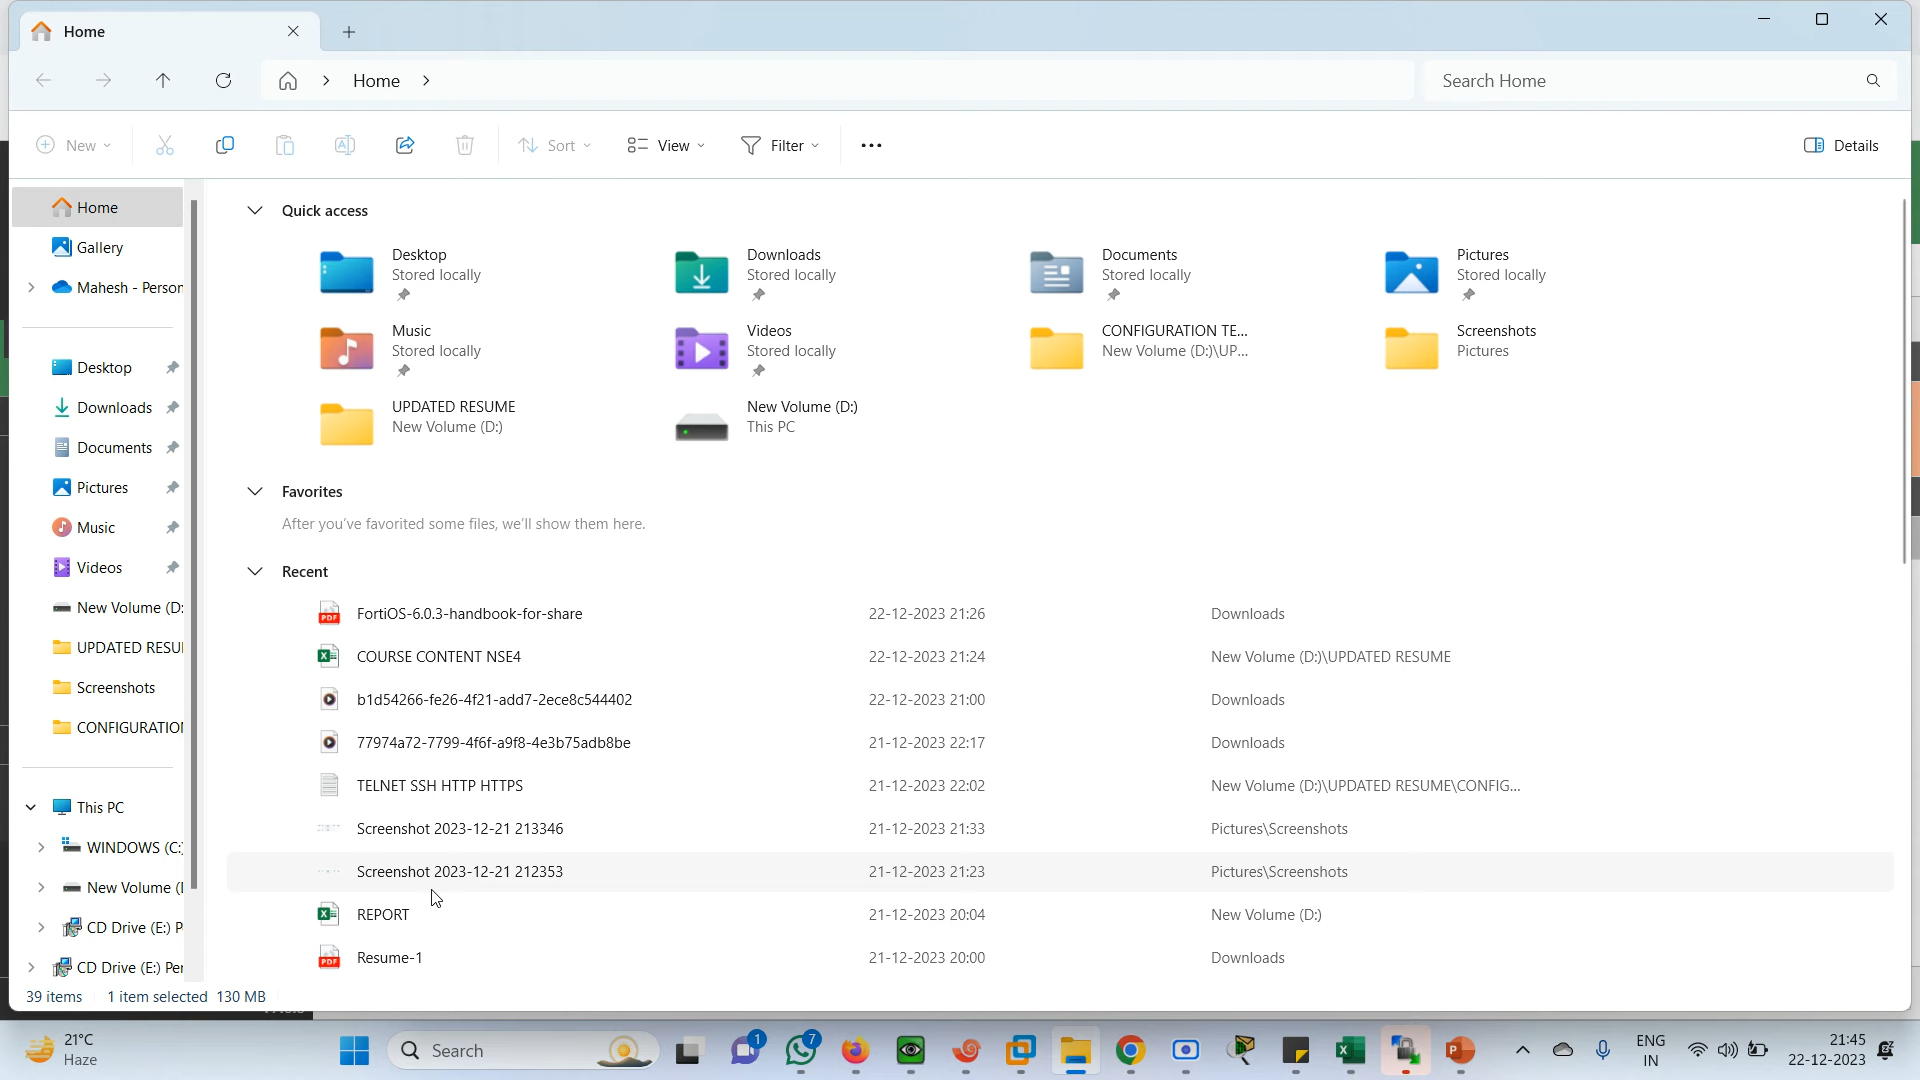 Home
Home
Search Home
New
Sort
View
Filter
Details
Home
Gallery
Mahesh - Person
Desktop
Downloads
Documents
Pictures
Music
Videos
New Volume (D:
UPDATED RESU
Screenshots
CONFIGURATIO
This PC
WINDOWS (C:
New Volume (
CD Drive (E:) P
CD Drive (E:) Per
Quick access
Desktop
Stored locally
Downloads
Stored locally
Documents
Stored locally
Pictures
Stored locally
Music
Stored locally
Videos
Stored locally
CONFIGURATION TE...
New Volume (D:)\UP...
Screenshots
Pictures
UPDATED RESUME
New Volume (D:)
New Volume (D:)
This PC
Favorites
After you've favorited some files, we'll show them here.
Recent
FortiOS-6.0.3-handbook-for-share 22-12-2023 21:26 Downloads
COURSE CONTENT NSE4 22-12-2023 21:24 New Volume (D:)\UPDATED RESUME
b1d54266-fe26-4f21-add7-2ece8c544402 22-12-2023 21:00 Downloads
77974a72-7799-4f6f-a9f8-4e3b75adb8be 21-12-2023 22:17 Downloads
TELNET SSH HTTP HTTPS 21-12-2023 22:02 New Volume (D:)\UPDATED RESUME\CONFIG...
Screenshot 2023-12-21 213346 21-12-2023 21:33 Pictures\Screenshots
Screenshot 2023-12-21 212353 21-12-2023 21:23 Pictures\Screenshots
REPORT 21-12-2023 20:04 New Volume (D:)
Resume-1 21-12-2023 20:00 Downloads
39 items 1 item selected 130 MB
21°C
Haze
Search
1
7
ENG
IN
21:45
22-12-2023